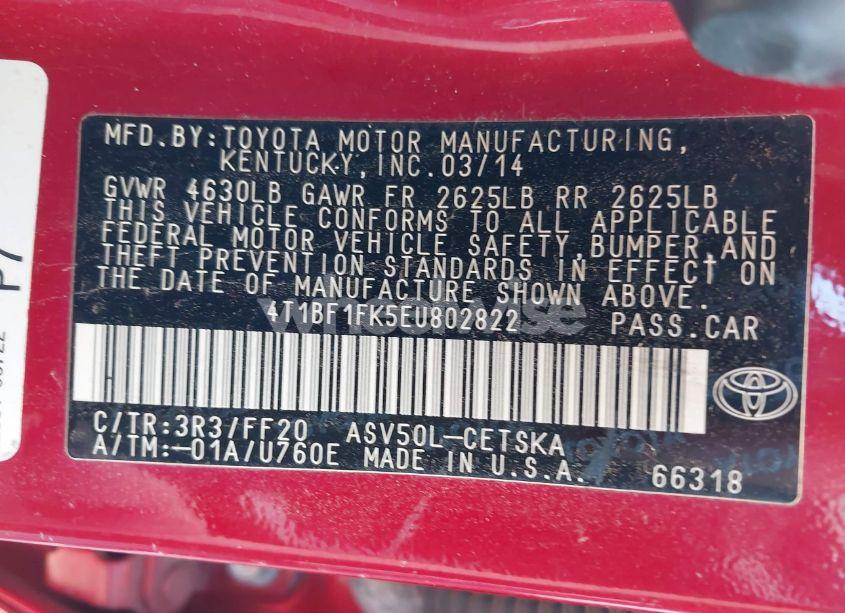 MFD.BY:TOYOTA MOTOR MANUFACTURING,
KENTUCKY,INC.03/14
GVWR 4630LB GAWR FR 2625LB RR 2625LB
THIS VEHICLE CONFORMS TO ALL APPLICABLE
FEDERAL MOTOR VEHICLE SAFETY,BUMPER,AND
THEFT PREVENTION STANDARDS IN EFFECT ON
THE DATE OF MANUFACTURE SHOWN ABOVE.
4T1BF1FK5EU802822 PASS.CAR
C/TR:3R3/FF20 ASV50L-CETSKA
A/TM:-01A/U760E MADE IN U.S.A.
66318
P7